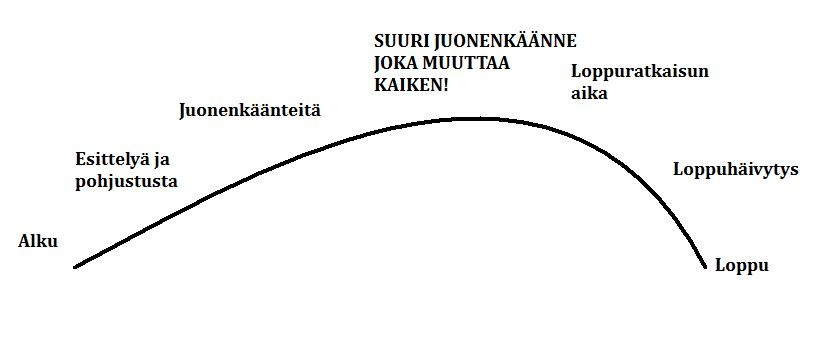 Alku
Esittelyä ja
pohjustusta
Juonenkäänteitä
SUURI JUONENKÄÄNNE
JOKA MUUTTAA
KAIKEN!
Loppuratkaisun
aika
Loppuhäivytys
Loppu